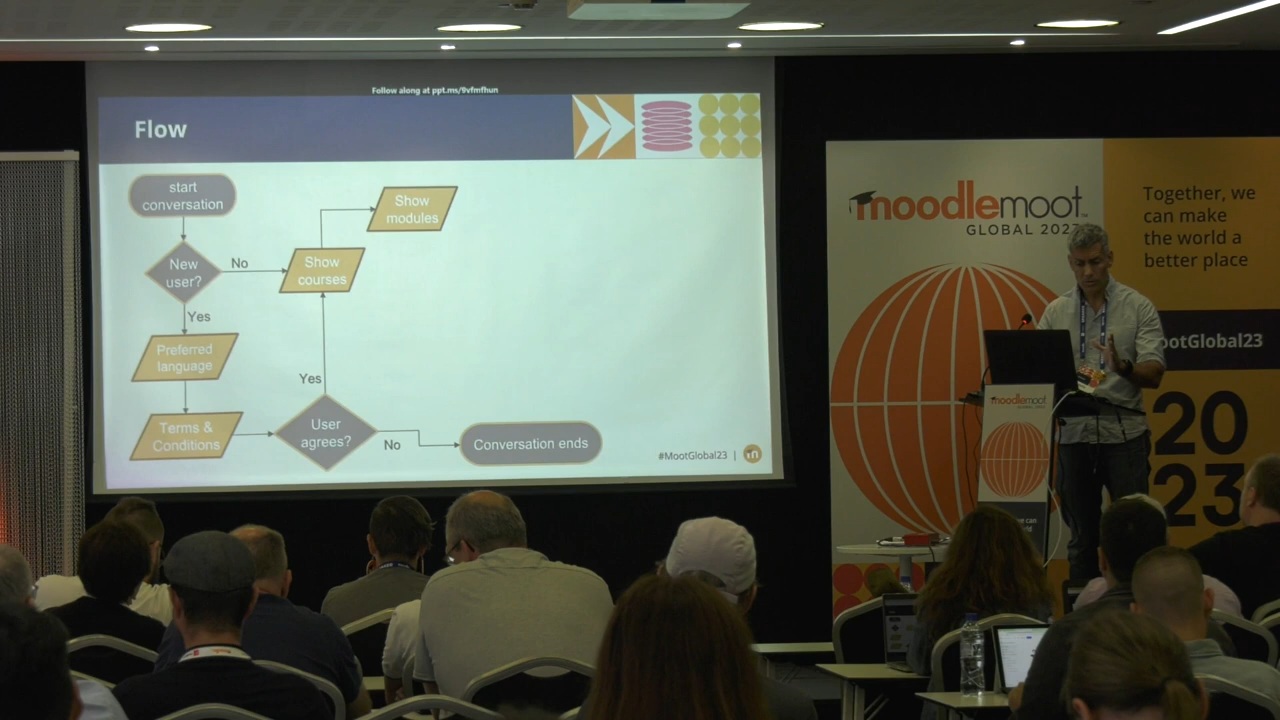 Follow along at ppt.ms/9vfmfhun
Flow
start
conversation
Show
modules
New
user?
No
Show
courses
Yes
Preferred
language
Yes
Terms &
Conditions
User
agrees?
No
Conversation ends
#MootGlobal23 |
moodlemoot
GLOBAL 202
Together, we
can make
the world a
better place
ootGlobal23
20
23
moodlemoot